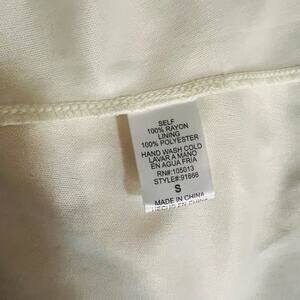 SELF
100% RAYON
LINING
100% POLYESTER
HAND WASH COLD
LAVAR A MANO
EN AGUA FRIA
RN#:105013
STYLE#:91866
S
MADE IN CHINA
HECHO EN CHINA